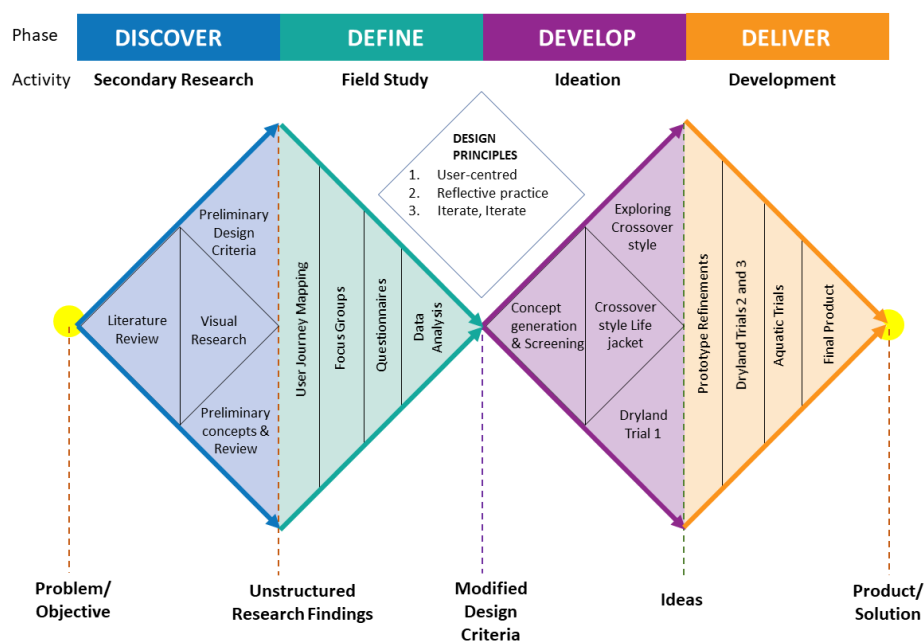 Phase DISCOVER DEFINE DEVELOP DELIVER
Activity Secondary Research Field Study Ideation Development
DESIGN
PRINCIPLES
1. User-centred
2. Reflective practice
3. Iterate, Iterate
Preliminary
Design
Criteria
Literature
Review
Visual
Research
Preliminary
concepts &
Review
User Journey Mapping
Focus Groups
Questionnaires
Data
Analysis
Exploring
Crossover
style
Concept
generation
& Screening
Crossover
style Life
jacket
Dryland
Trial 1
Prototype Refinements
Dryland Trials 2 and 3
Aquatic Trials
Final Product
Problem/
Objective
Unstructured
Research Findings
Modified
Design
Criteria
Ideas
Product/
Solution